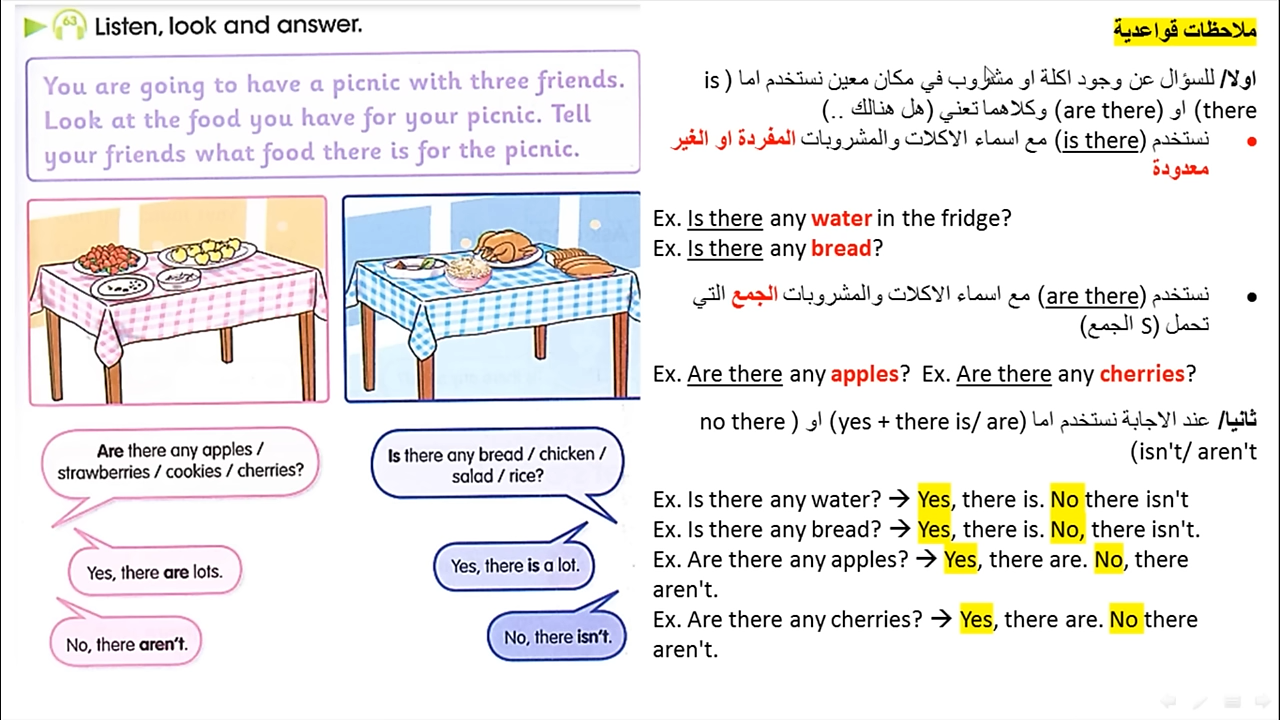 63 Listen, look and answer.
You are going to have a picnic with three friends.
Look at the food you have for your picnic. Tell
your friends what food there is for the picnic.
Are there any apples /
strawberries / cookies / cherries?
Yes, there are lots.
No, there aren't.
Is there any bread / chicken /
salad / rice?
Yes, there is a lot.
No, there isn't.
ملاحظات قواعدية
اولا/ للسؤال عن وجود اكلة او مشروب في مكان معين نستخدم اما ( is
there) او (are there) وكلاهما تعني (هل هنالك ..)
• نستخدم (is there) مع اسماء الاكلات والمشروبات المفردة او الغير
معدودة
Ex. Is there any water in the fridge?
Ex. Is there any bread?
• نستخدم (are there) مع اسماء الاكلات والمشروبات الجمع التي
تحمل (S الجمع)
Ex. Are there any apples? Ex. Are there any cherries?
ثانيا/ عند الاجابة نستخدم اما (yes + there is/ are) او ( no there
isn't/ aren't)
Ex. Is there any water? → Yes, there is. No there isn't
Ex. Is there any bread? → Yes, there is. No, there isn't.
Ex. Are there any apples? → Yes, there are. No, there
aren't.
Ex. Are there any cherries? → Yes, there are. No there
aren't.